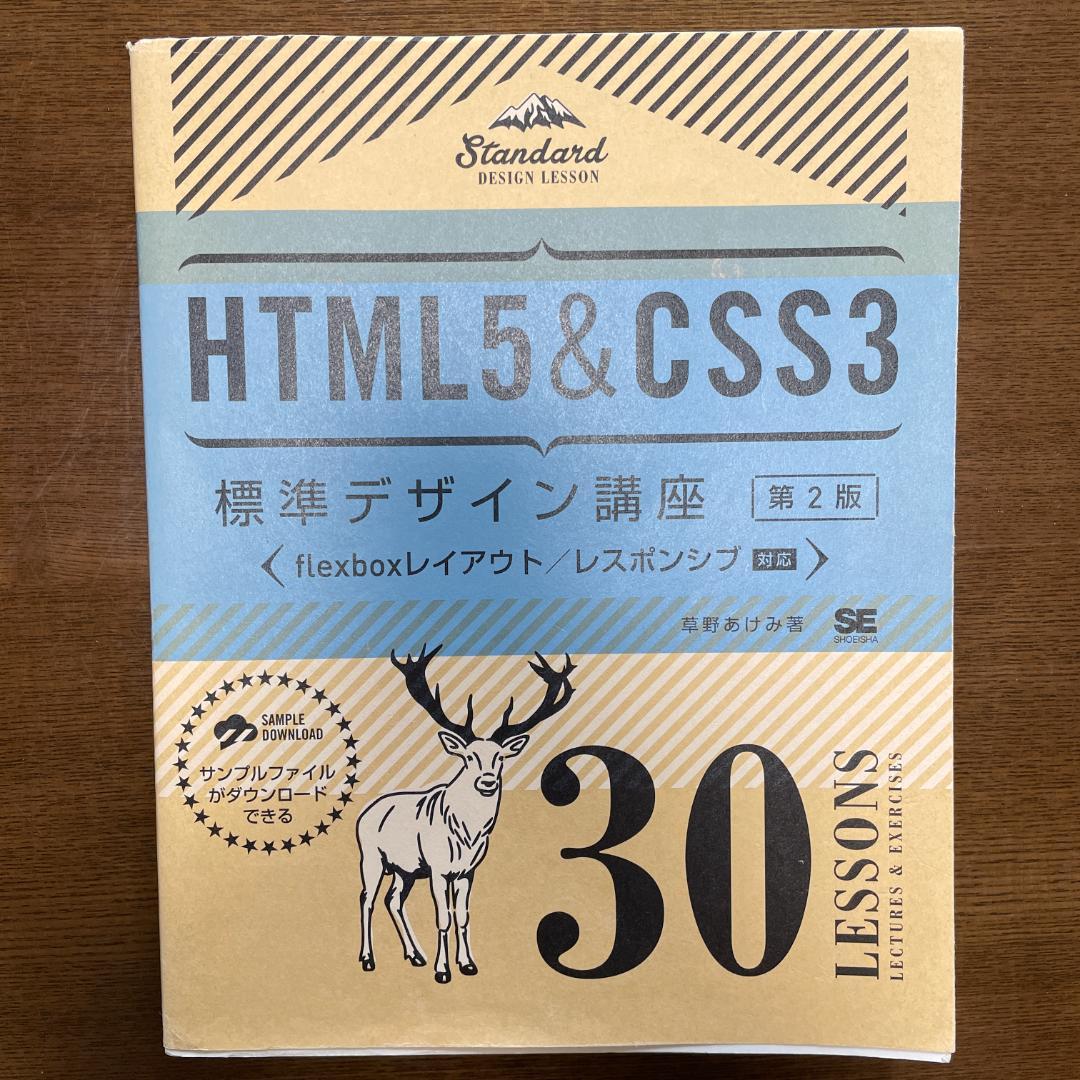 Standard
DESIGN LESSON
HTML5&CSS3
標準デザイン講座 第2版
flexboxレイアウト／レスポンシブ 対応
草野あけみ著
SE
SHOEISHA
SAMPLE
DOWNLOAD
サンプルファイル
がダウンロード
できる
30
LESSONS
LECTURES & EXERCISES